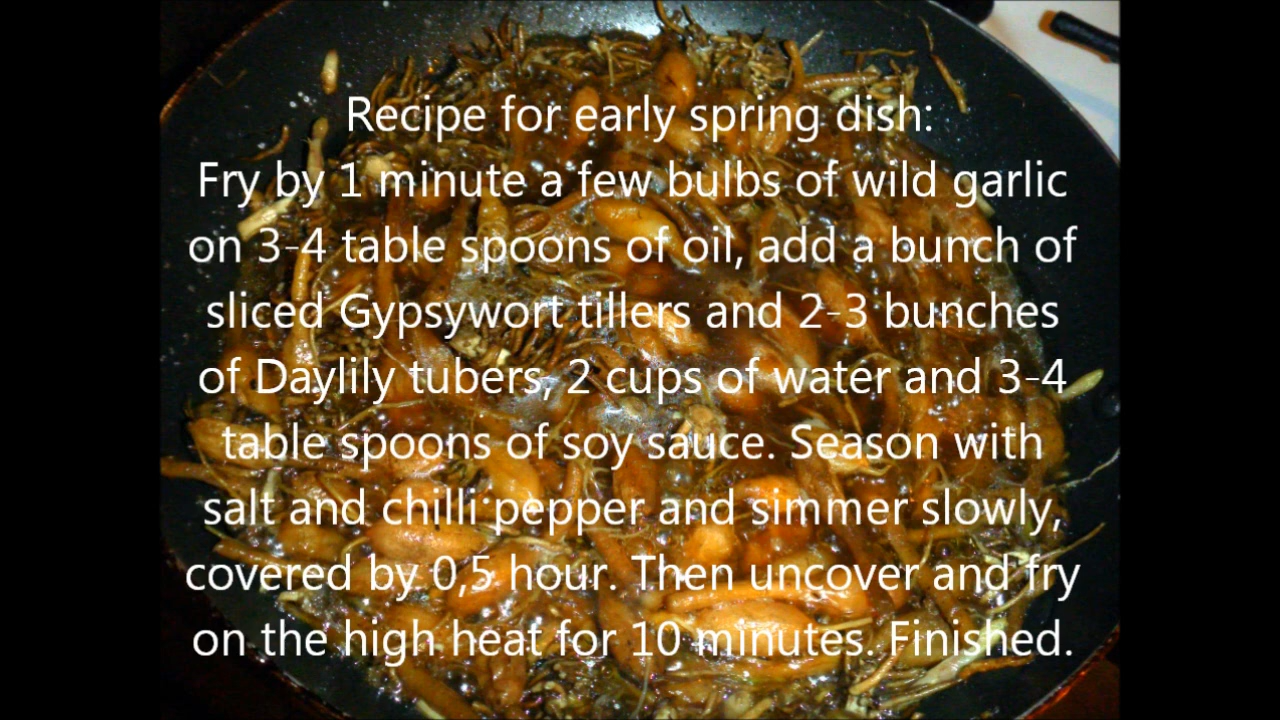 Recipe for early spring dish:
Fry by 1 minute a few bulbs of wild garlic
on 3-4 table spoons of oil, add a bunch of
sliced Gypsywort tillers and 2-3 bunches
of Daylily tubers, 2 cups of water and 3-4
table spoons of soy sauce. Season with
salt and chilli pepper and simmer slowly,
covered by 0,5 hour. Then uncover and fry
on the high heat for 10 minutes. Finished.